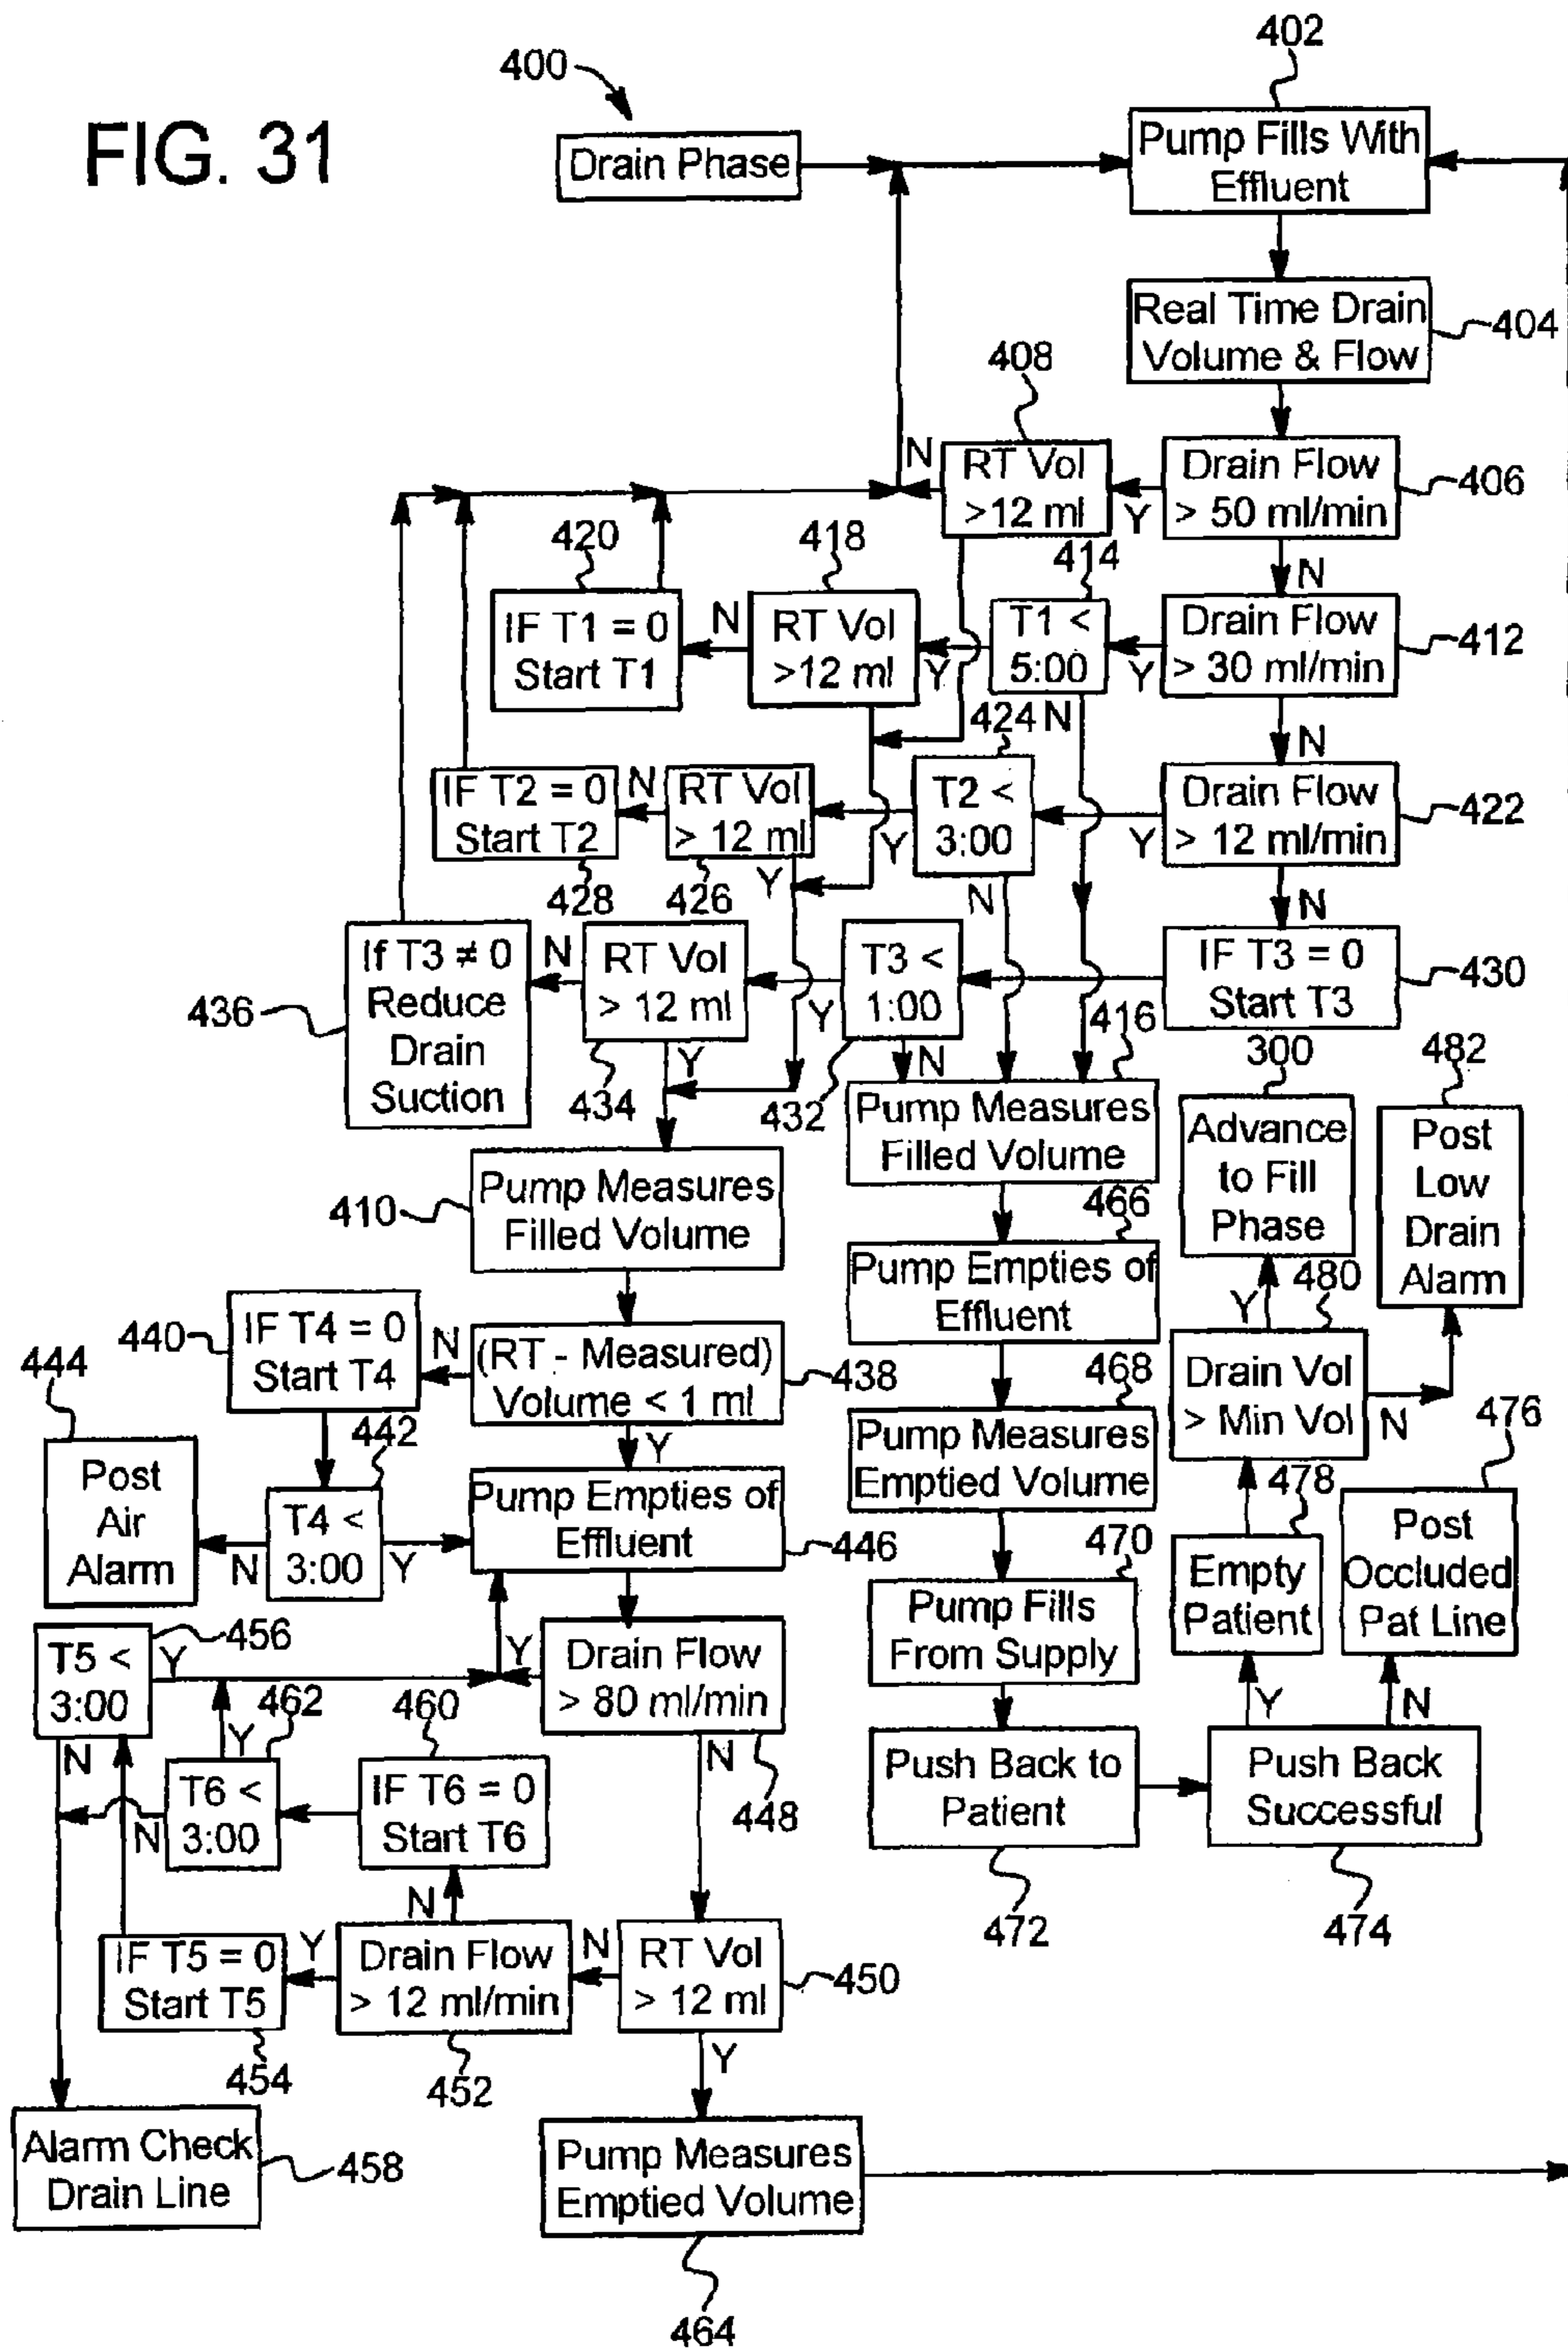 FIG. 31
400
402
Drain Phase
Pump Fills With
Effluent
Real Time Drain
Volume & Flow
404
408
N
RT Vol
>12 ml
Y
Drain Flow
> 50 ml/min
406
N
420
IF T1 = 0
Start T1
N
418
RT Vol
>12 ml
Y
414
T1 <
5:00
N
Y
Drain Flow
> 30 ml/min
412
N
IF T2 = 0
Start T2
428
N
RT Vol
> 12 ml
426
Y
Y
424
T2 <
3:00
N
Y
Drain Flow
> 12 ml/min
422
N
436
If T3 ≠ 0
Reduce
Drain
Suction
N
RT Vol
> 12 ml
434
Y
Y
T3 <
1:00
432
N
IF T3 = 0
Start T3
430
416
Pump Measures
Filled Volume
300
Advance
to Fill
Phase
482
Post
Low
Drain
Alarm
410
Pump Measures
Filled Volume
466
Pump Empties of
Effluent
480
Y
Drain Vol
> Min Vol
N
440
IF T4 = 0
Start T4
N
(RT - Measured)
Volume < 1 ml
438
Y
468
Pump Measures
Emptied Volume
444
Post
Air
Alarm
N
442
T4 <
3:00
Y
Pump Empties of
Effluent
446
478
Empty
Patient
Y
476
Post
Occluded
Pat Line
N
470
Pump Fills
From Supply
456
T5 <
3:00
Y
N
Y
Drain Flow
> 80 ml/min
448
N
462
Y
T6 <
3:00
N
460
IF T6 = 0
Start T6
N
Push Back to
Patient
472
Push Back
Successful
474
IF T5 = 0
Start T5
454
Y
Drain Flow
> 12 ml/min
452
N
RT Vol
> 12 ml
450
Y
Alarm Check
Drain Line
458
Pump Measures
Emptied Volume
464